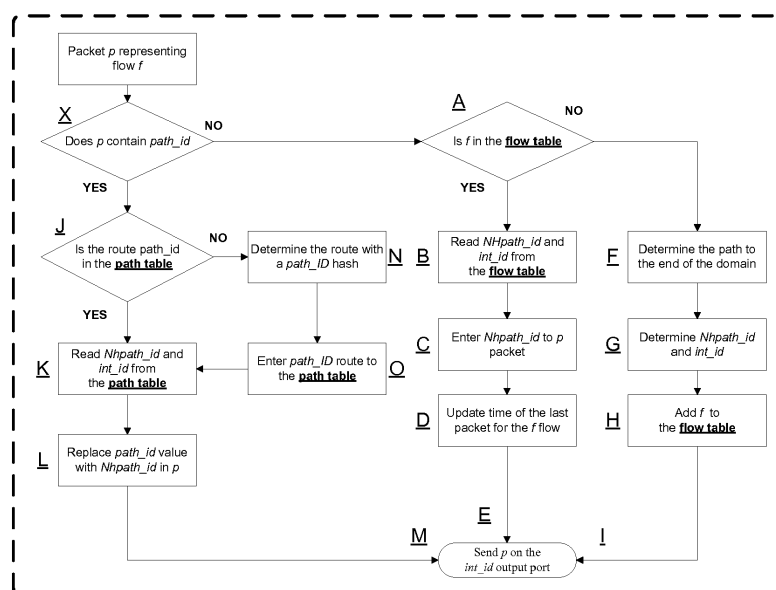 Packet p representing
flow f
X
Does p contain path_id
NO
YES
A
Is f in the flow table
NO
YES
J
Is the route path_id
in the path table
NO
YES
Determine the route with
a path_ID hash
N
B
Read NHpath_id and
int_id from
the flow table
F
Determine the path to
the end of the domain
K
Read Nhpath_id and
int_id from
the path table
Enter path_ID route to
the path table
O
C
Enter Nhpath_id to p
packet
G
Determine Nhpath_id
and int_id
L
Replace path_id value
with Nhpath_id in p
D
Update time of the last
packet for the f flow
H
Add f to
the flow table
M
E
I
Send p on the
int_id output port